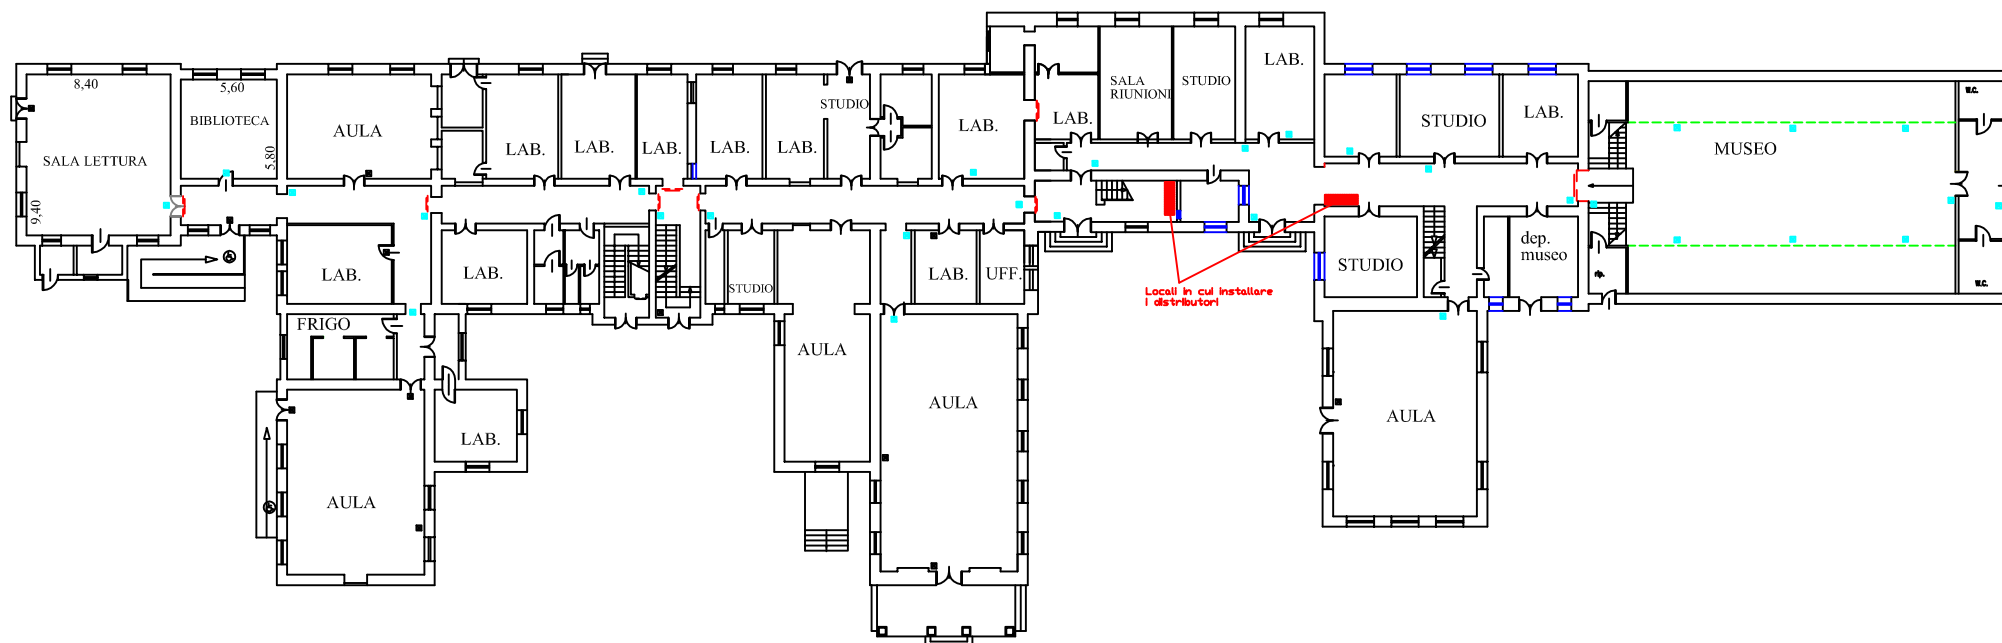 8,40
5,60
BIBLIOTECA
5,80
SALA LETTURA
9,40
AULA
LAB.
LAB.
LAB.
LAB.
LAB.
STUDIO
LAB.
LAB.
SALA
RIUNIONI
STUDIO
LAB.
STUDIO
LAB.
MUSEO
W.C.
W.C.
LAB.
FRIGO
LAB.
STUDIO
LAB.
UFF.
STUDIO
dep.
museo
rip.
Locali in cui installare
i distributori
AULA
AULA
AULA
LAB.
AULA